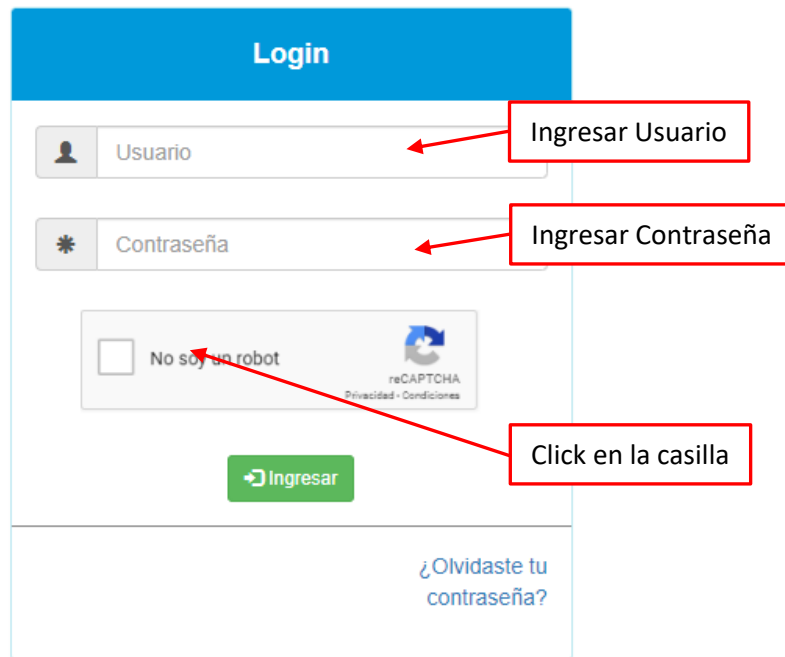 Login
Ingresar Usuario
Usuario
Ingresar Contraseña
Contraseña
No soy un robot
reCAPTCHA
Privacidad - Condiciones
Click en la casilla
Ingresar
¿Olvidaste tu
contraseña?